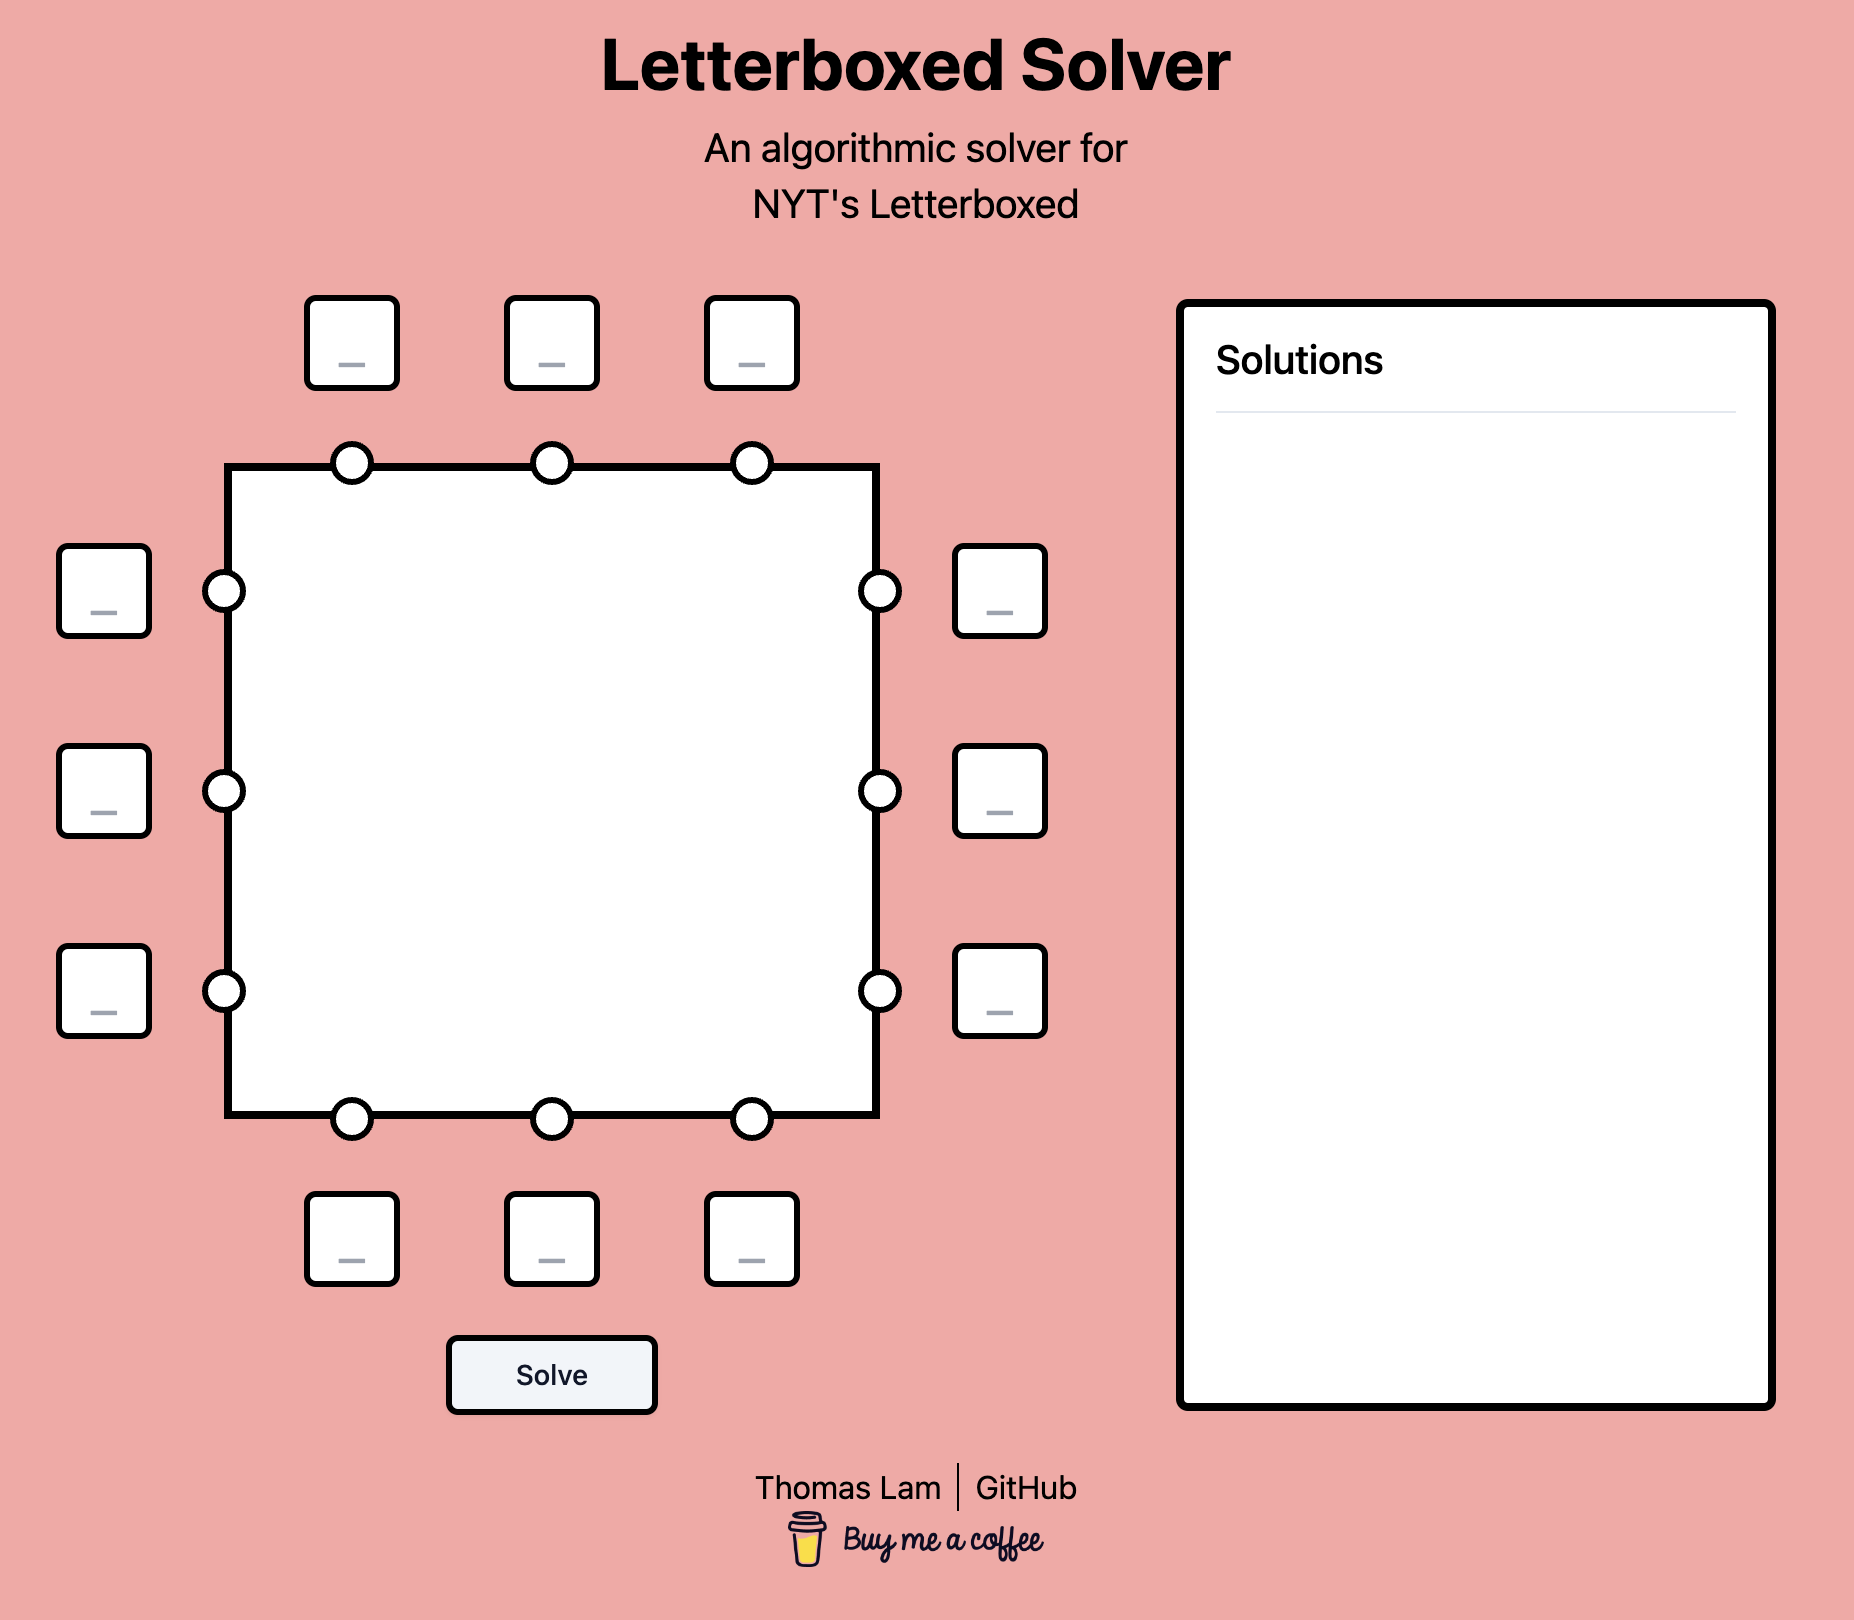 Letterboxed Solver
An algorithmic solver for
NYT's Letterboxed
_ _ _
Solutions
_ _
_ _
_ _
_ _ _
Solve
Thomas Lam | GitHub
Buy me a coffee